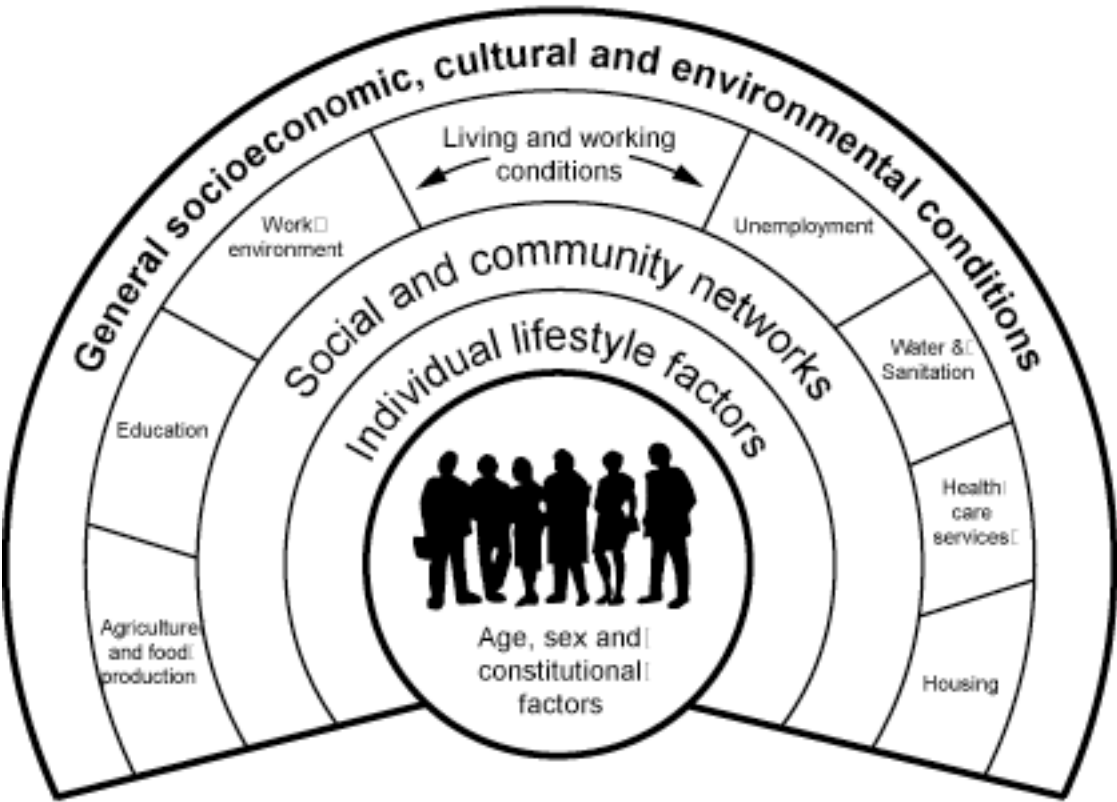 General socioeconomic, cultural and environmental conditions
Living and working
conditions
Work
environment
Unemployment
Education
Water &
Sanitation
Agriculture
and food
production
Health
care
services
Housing
Social and community networks
Individual lifestyle factors
Age, sex and
constitutional
factors